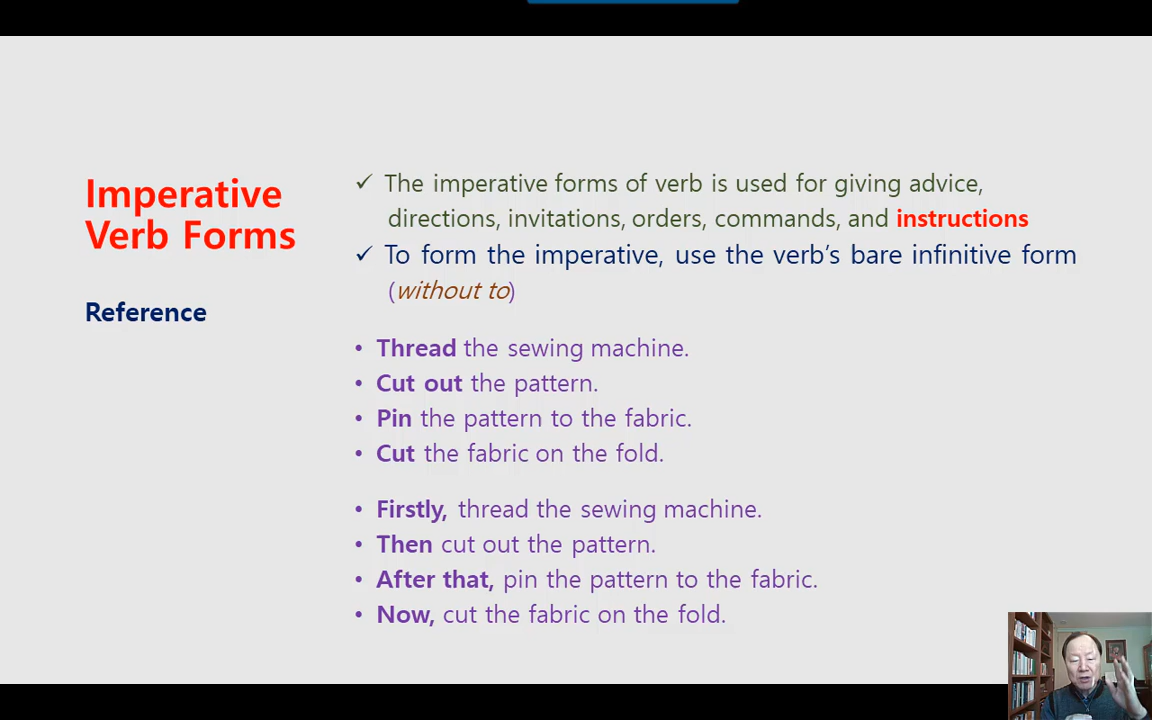 Imperative
Verb Forms
Reference
✓ The imperative forms of verb is used for giving advice,
directions, invitations, orders, commands, and instructions
✓ To form the imperative, use the verb’s bare infinitive form
(without to)
• Thread the sewing machine.
• Cut out the pattern.
• Pin the pattern to the fabric.
• Cut the fabric on the fold.
• Firstly, thread the sewing machine.
• Then cut out the pattern.
• After that, pin the pattern to the fabric.
• Now, cut the fabric on the fold.